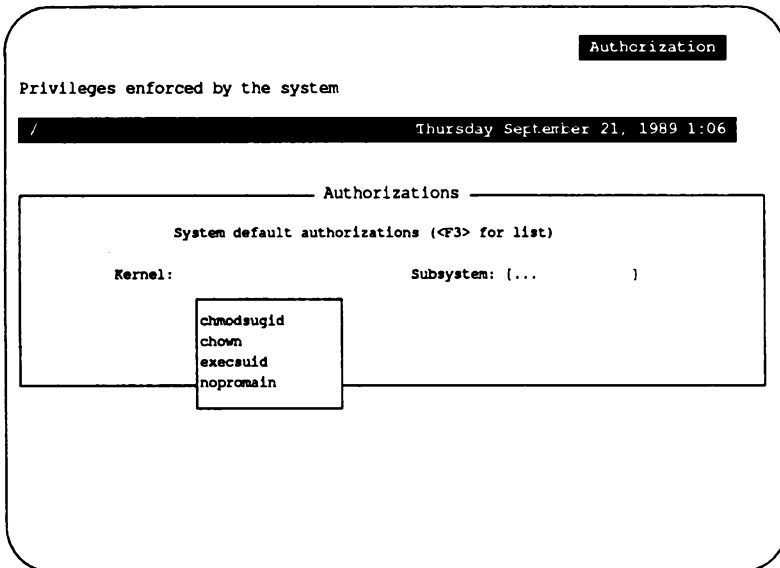 Authorization
Privileges enforced by the system
/ Thursday September 21, 1989 1:06
Authorizations
System default authorizations (<F3> for list)
Kernel: Subsystem: [... ]
chmodsugid
chown
execsuid
nopromain